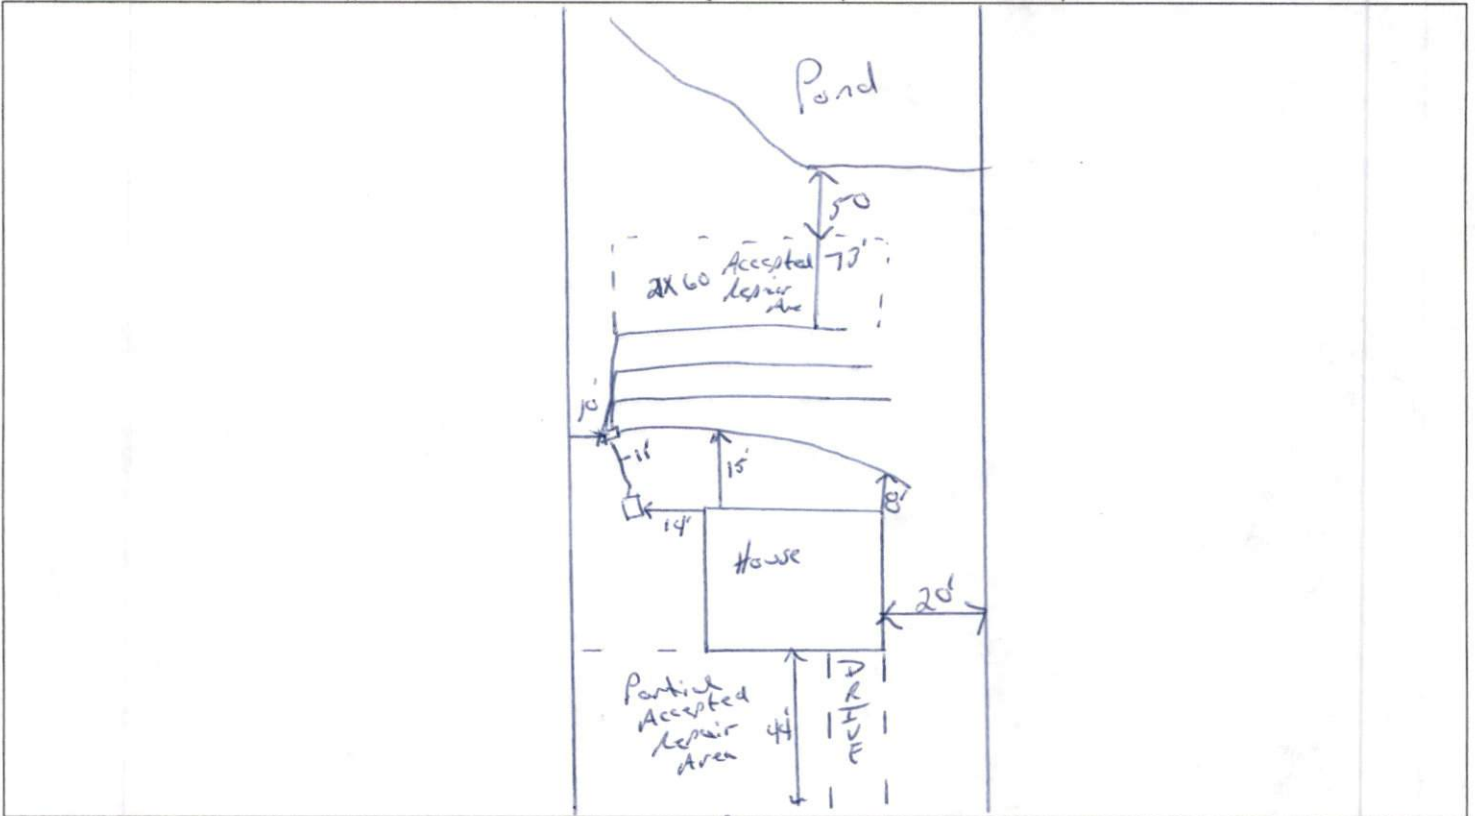 Pond
50
73'
2X60 Accepted
Repair
Are
10'
11'
15'
8'
14'
House
20'
Partial
Accepted
Repair
Area
44'
DRIVE